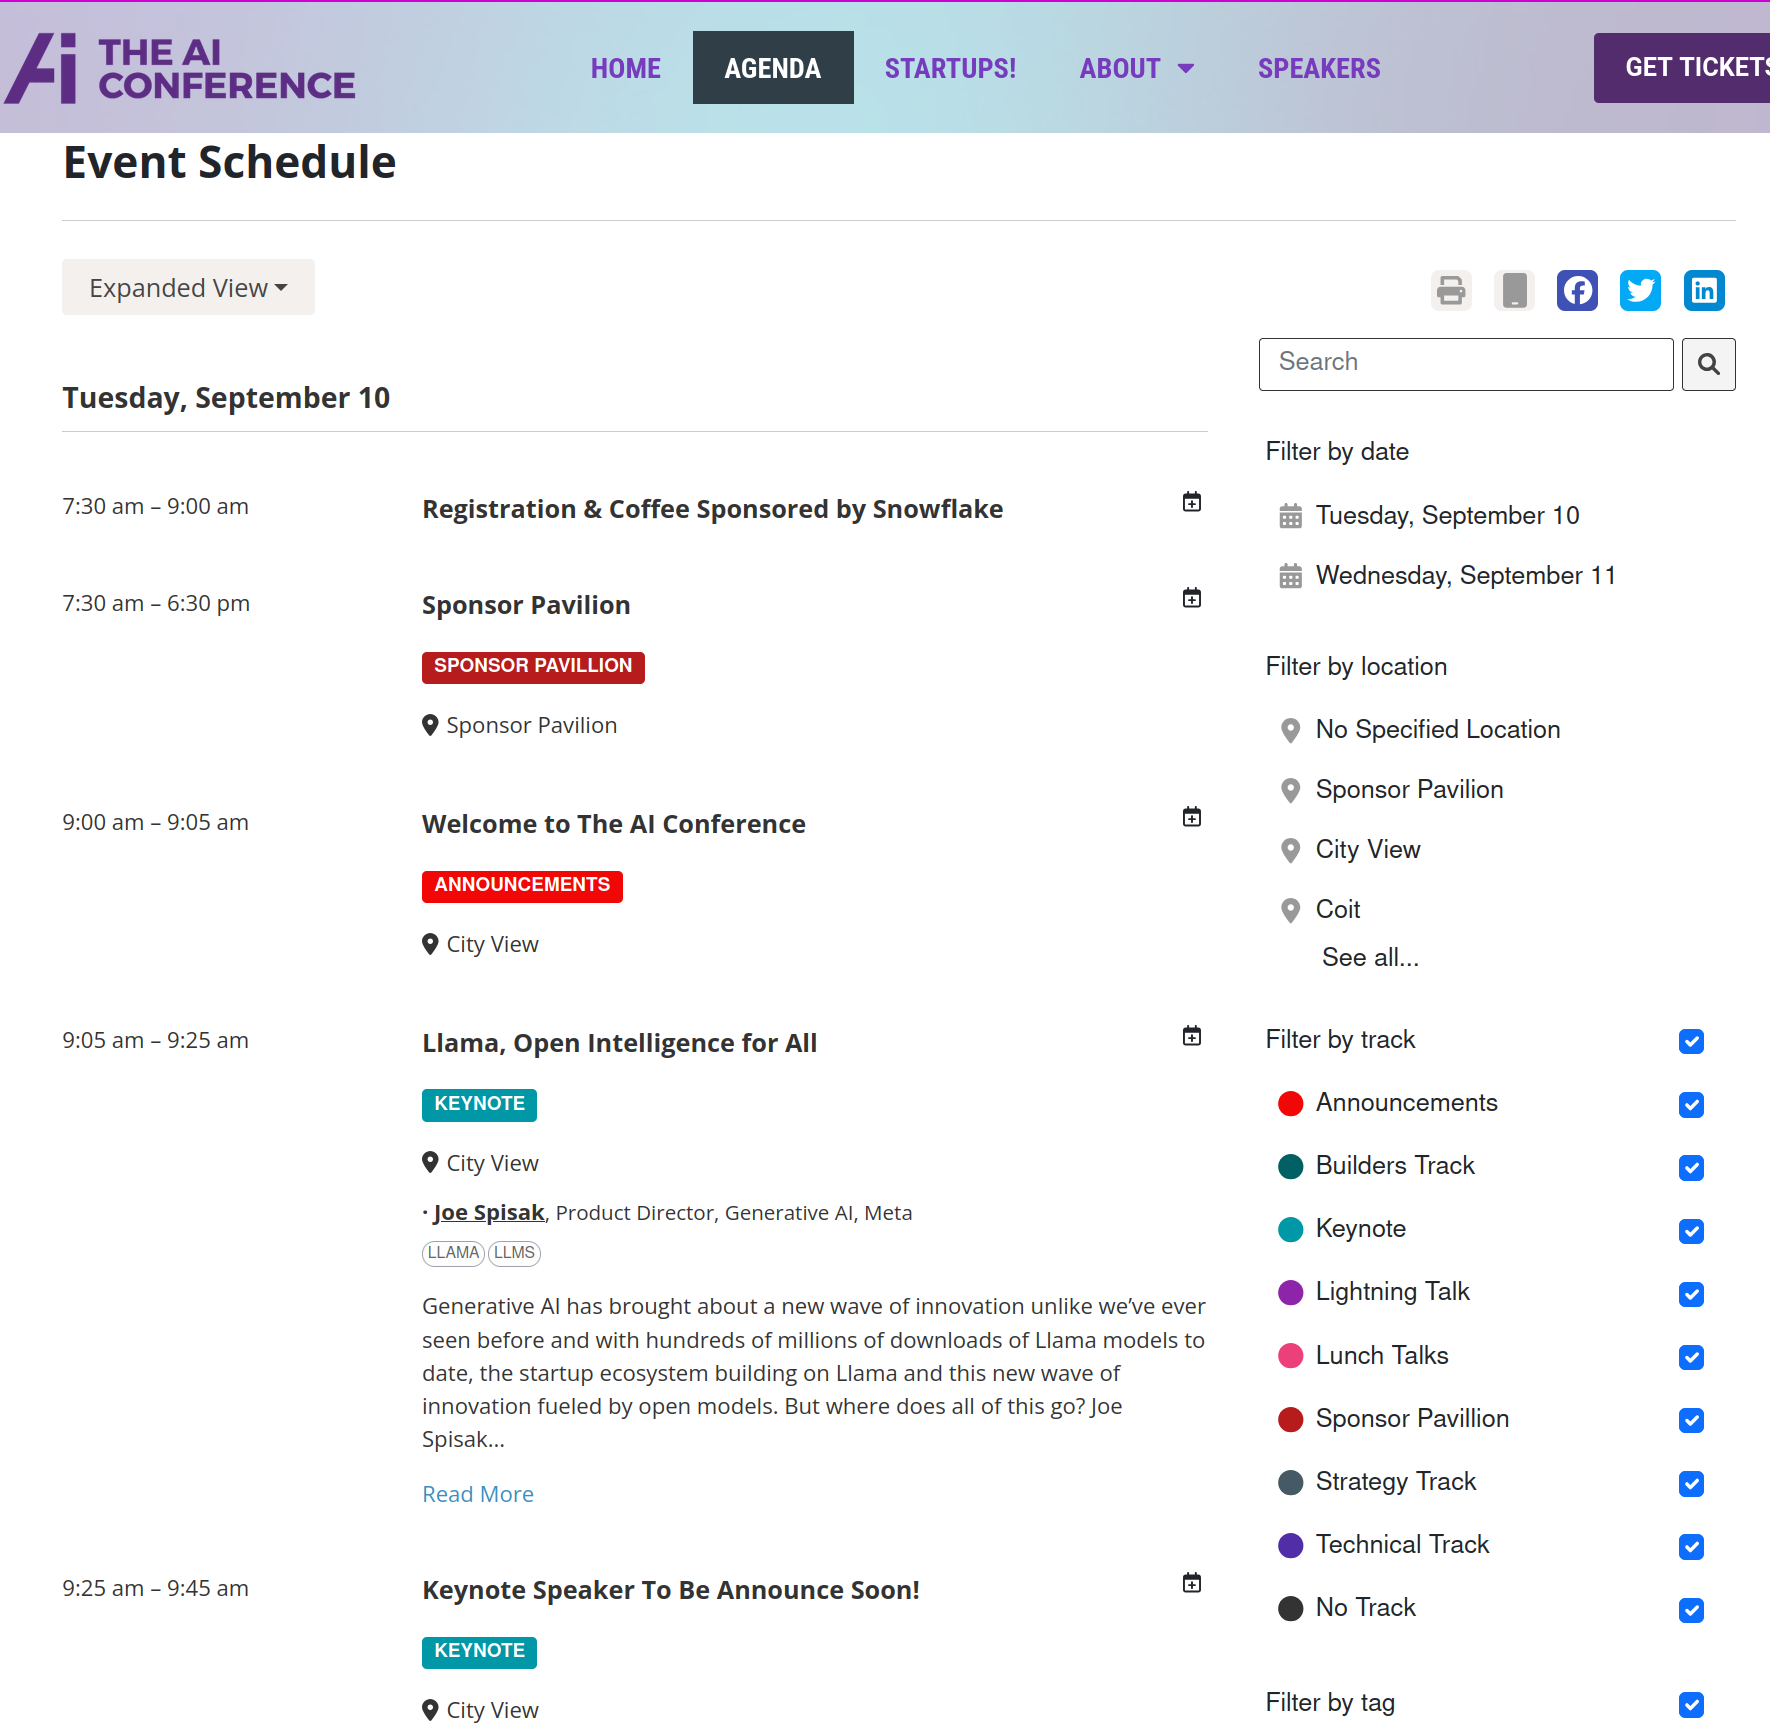 Ai THE AI
CONFERENCE
HOME AGENDA STARTUPS! ABOUT SPEAKERS GET TICKETS
Event Schedule
Expanded View
Search
Tuesday, September 10
7:30 am – 9:00 am
Registration & Coffee Sponsored by Snowflake
7:30 am – 6:30 pm
Sponsor Pavilion
SPONSOR PAVILLION
Sponsor Pavilion
9:00 am – 9:05 am
Welcome to The AI Conference
ANNOUNCEMENTS
City View
9:05 am – 9:25 am
Llama, Open Intelligence for All
KEYNOTE
City View
· Joe Spisak, Product Director, Generative AI, Meta
LLAMA LLMS
Generative AI has brought about a new wave of innovation unlike we’ve ever
seen before and with hundreds of millions of downloads of Llama models to
date, the startup ecosystem building on Llama and this new wave of
innovation fueled by open models. But where does all of this go? Joe
Spisak...
Read More
9:25 am – 9:45 am
Keynote Speaker To Be Announce Soon!
KEYNOTE
City View
Filter by date
Tuesday, September 10
Wednesday, September 11
Filter by location
No Specified Location
Sponsor Pavilion
City View
Coit
See all...
Filter by track
Announcements
Builders Track
Keynote
Lightning Talk
Lunch Talks
Sponsor Pavillion
Strategy Track
Technical Track
No Track
Filter by tag